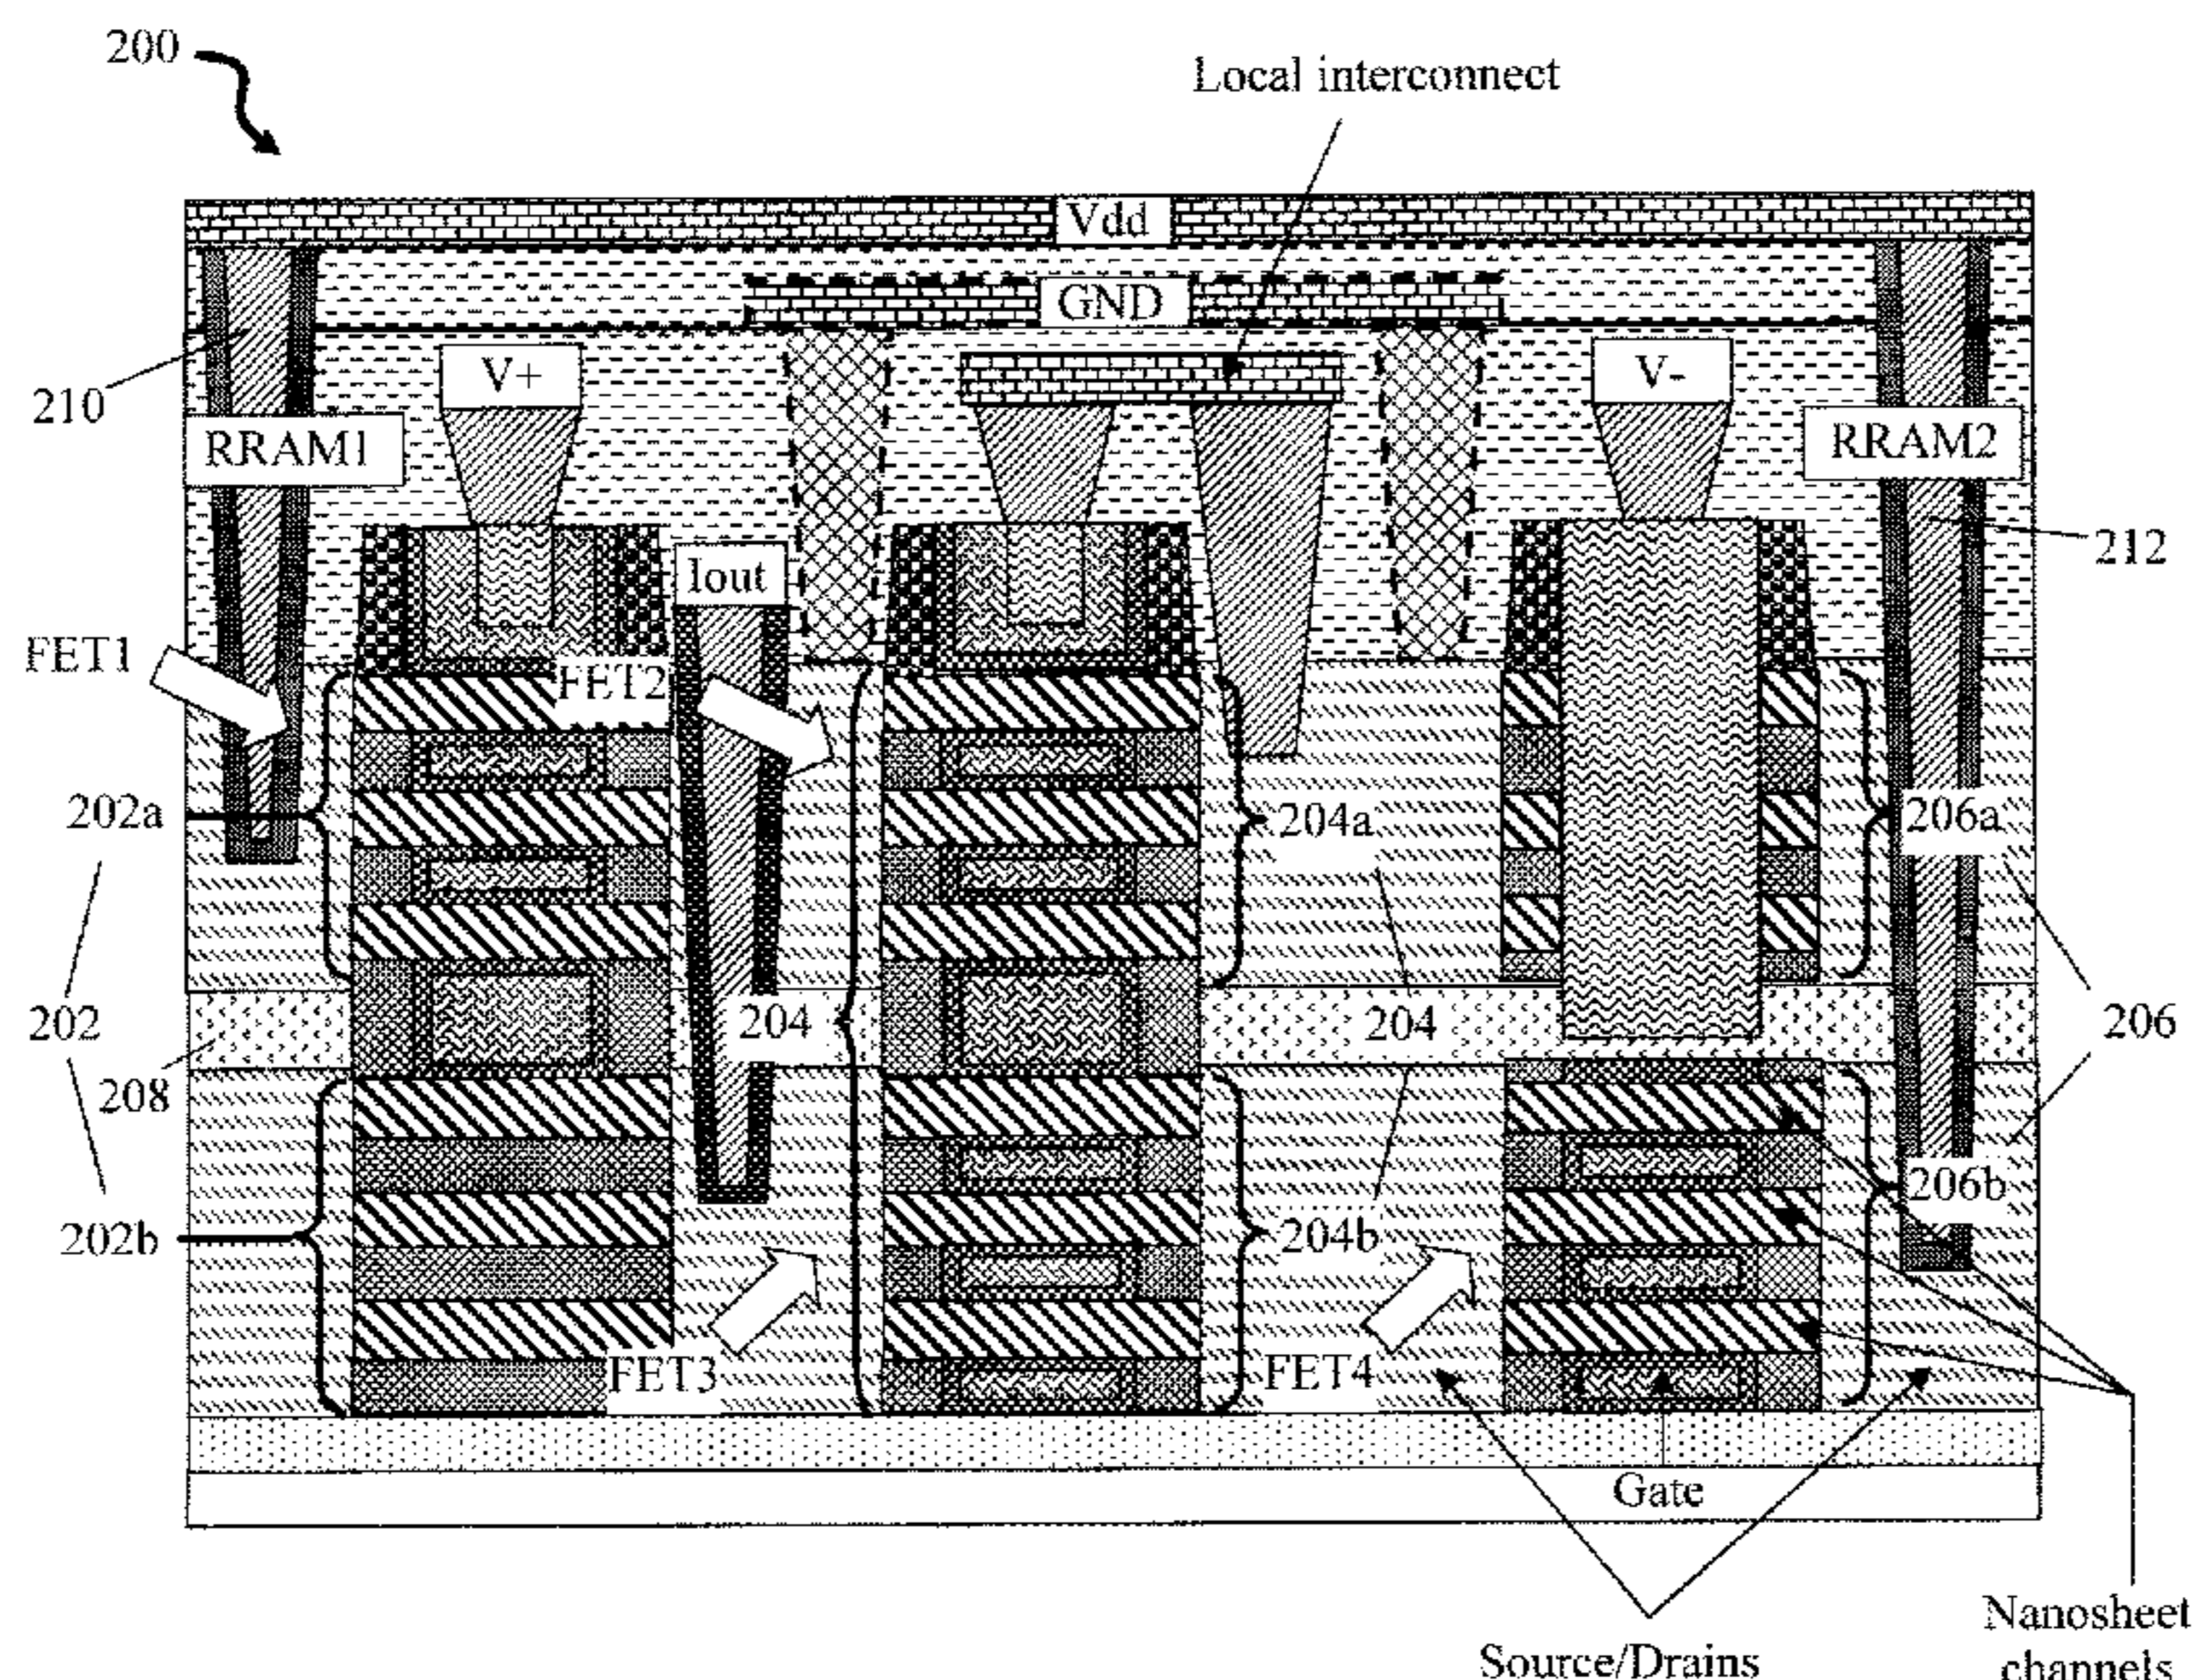 200
Local interconnect
Vdd
GND
V+
V-
210
RRAM1
RRAM2
212
Iout
FET1
FET2
202a
204a
206a
202
204
204
206
208
202b
204b
206b
FET3
FET4
Gate
Source/Drains
Nanosheet
channels